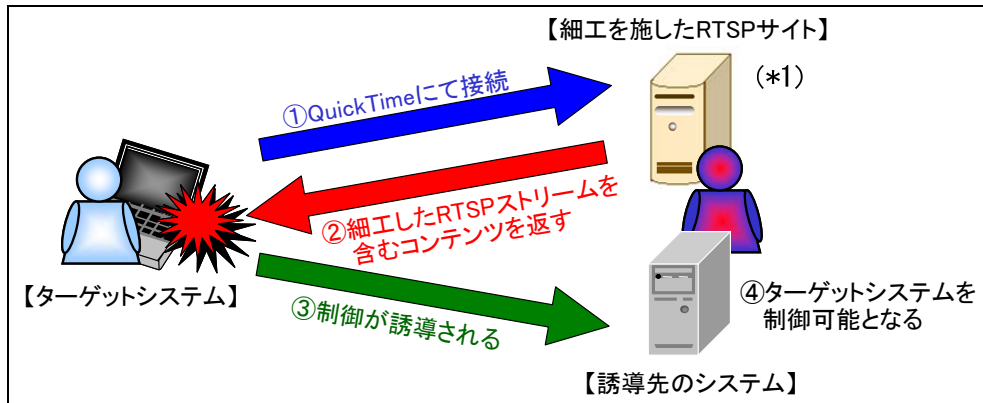 【細工を施したRTSPサイト】
(*1)
①QuickTimeにて接続
②細工したRTSPストリームを
含むコンテンツを返す
【ターゲットシステム】
③制御が誘導される
④ターゲットシステムを
制御可能となる
【誘導先のシステム】